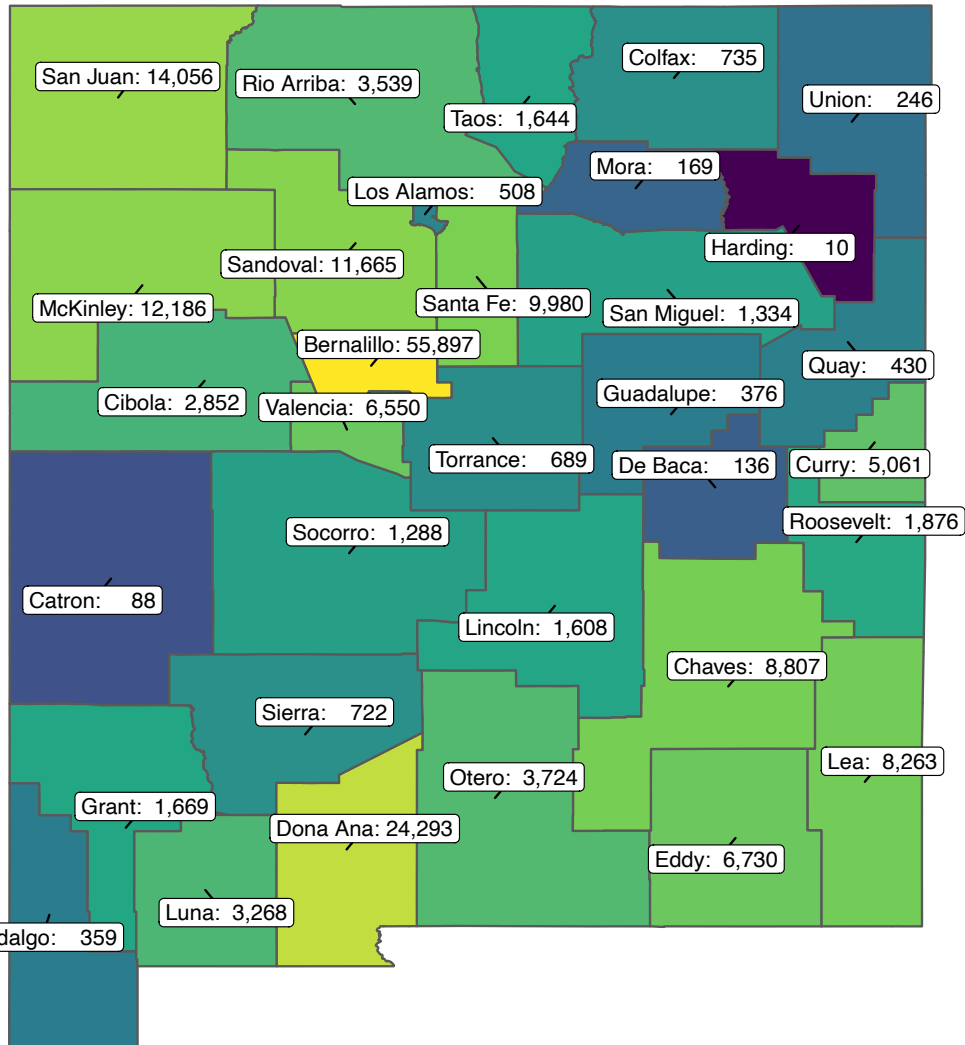 Colfax: 735
San Juan: 14,056
Rio Arriba: 3,539
Union: 246
Taos: 1,644
Mora: 169
Los Alamos: 508
Harding: 10
Sandoval: 11,665
Santa Fe: 9,980
McKinley: 12,186
San Miguel: 1,334
Bernalillo: 55,897
Quay: 430
Guadalupe: 376
Cibola: 2,852
Valencia: 6,550
Torrance: 689
De Baca: 136
Curry: 5,061
Roosevelt: 1,876
Socorro: 1,288
Catron: 88
Lincoln: 1,608
Chaves: 8,807
Sierra: 722
Lea: 8,263
Otero: 3,724
Grant: 1,669
Dona Ana: 24,293
Eddy: 6,730
Luna: 3,268
dalgo: 359